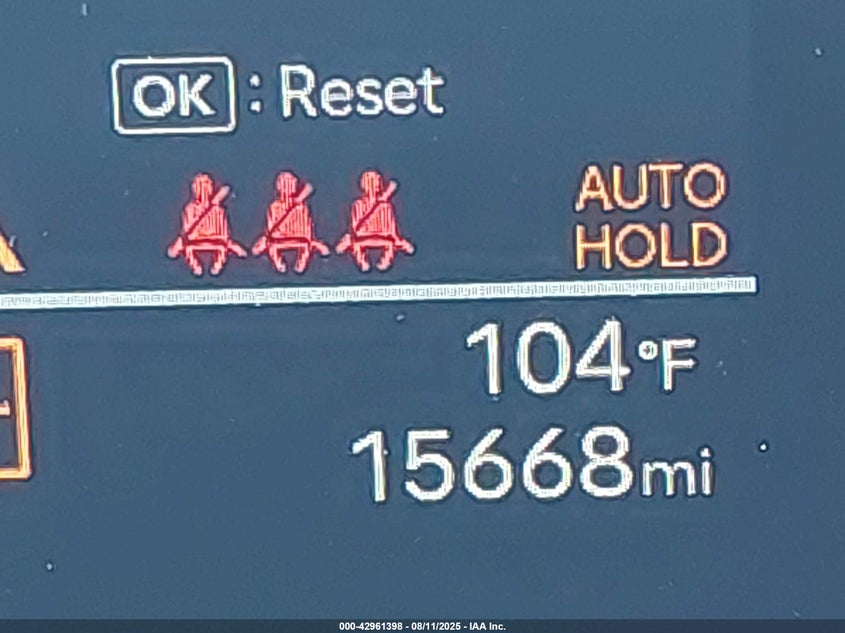 OK : Reset
AUTO
HOLD
104°F
15668mi
000-42961398 - 08/11/2025 - IAA Inc.